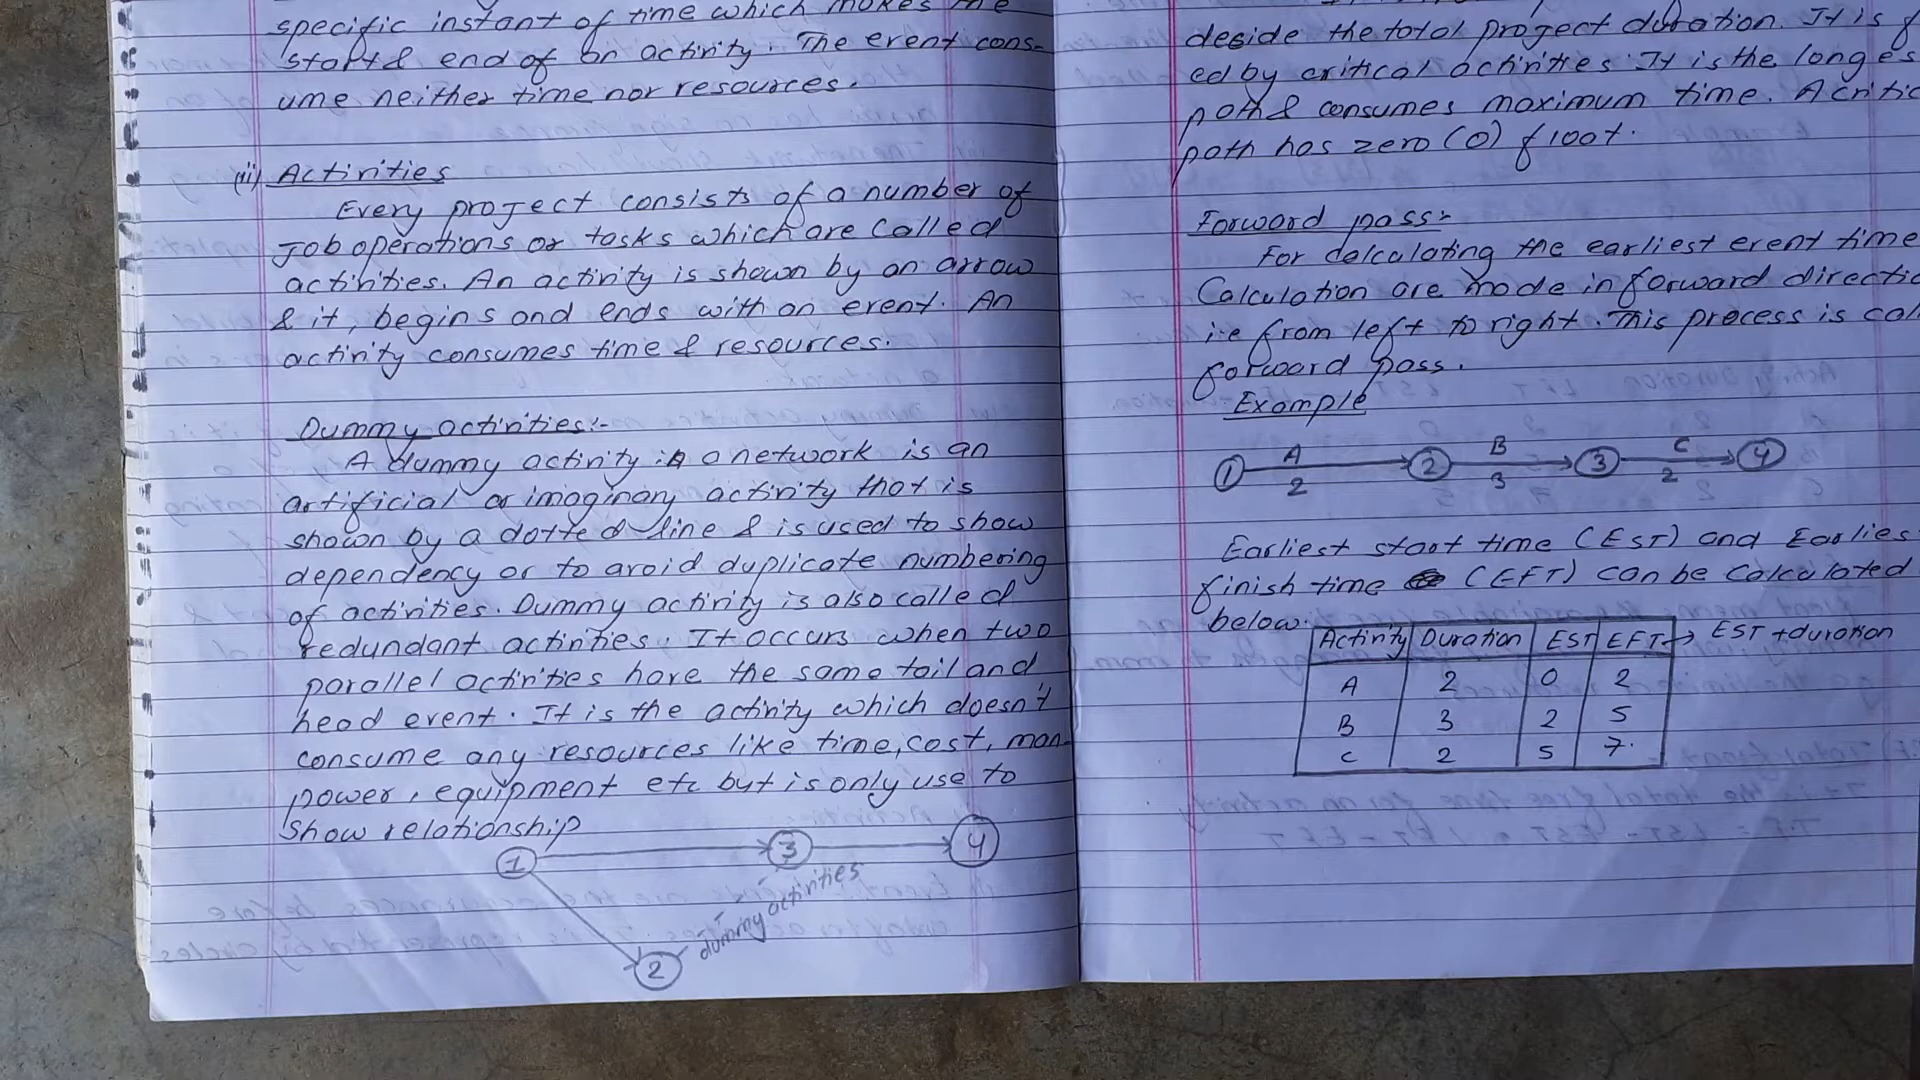 specific instant of time which makes the
start & end of an activity. The event cons-
ume neither time nor resources.
(ii) Activities
Every project consists of a number of
Job operations or tasks which are called
activities. An activity is shown by an arrow
& it, begins and ends with an event. An
activity consumes time & resources.
Dummy activities:-
A dummy activity in a network is an
artificial or imaginary activity that is
shown by a dotted line & is used to show
dependency or to avoid duplicate numbering
of activities. Dummy activity is also called
redundant activities. It occurs when two
parallel activities have the same tail and
head event. It is the activity which doesn't
consume any resources like time, cost, man-
power, equipment etc but is only use to
show relationship
1 3 4
dummy activities
2
deside the total project duration. It is f
ed by critical activities. It is the longes
path & consumes maximum time. A critic
path has zero (0) float.
Forward pass:-
For calculating the earliest event time
Calculation are made in forward directio
i.e from left to right. This process is cal
forward pass.
Example
A B C
1 2 3 4
2 3 2
Earliest start time (EST) and Earlies
finish time (EFT) can be calculated
below.
Activity Duration EST EFT → EST + duration
A 2 0 2
B 3 2 5
C 2 5 7.